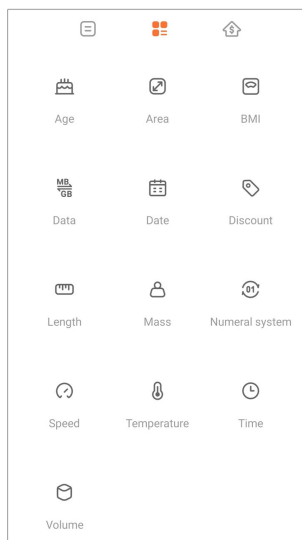 $
Age
Area
BMI
MB
GB
Data
Date
Discount
Length
Mass
01
Numeral system
Speed
Temperature
Time
Volume